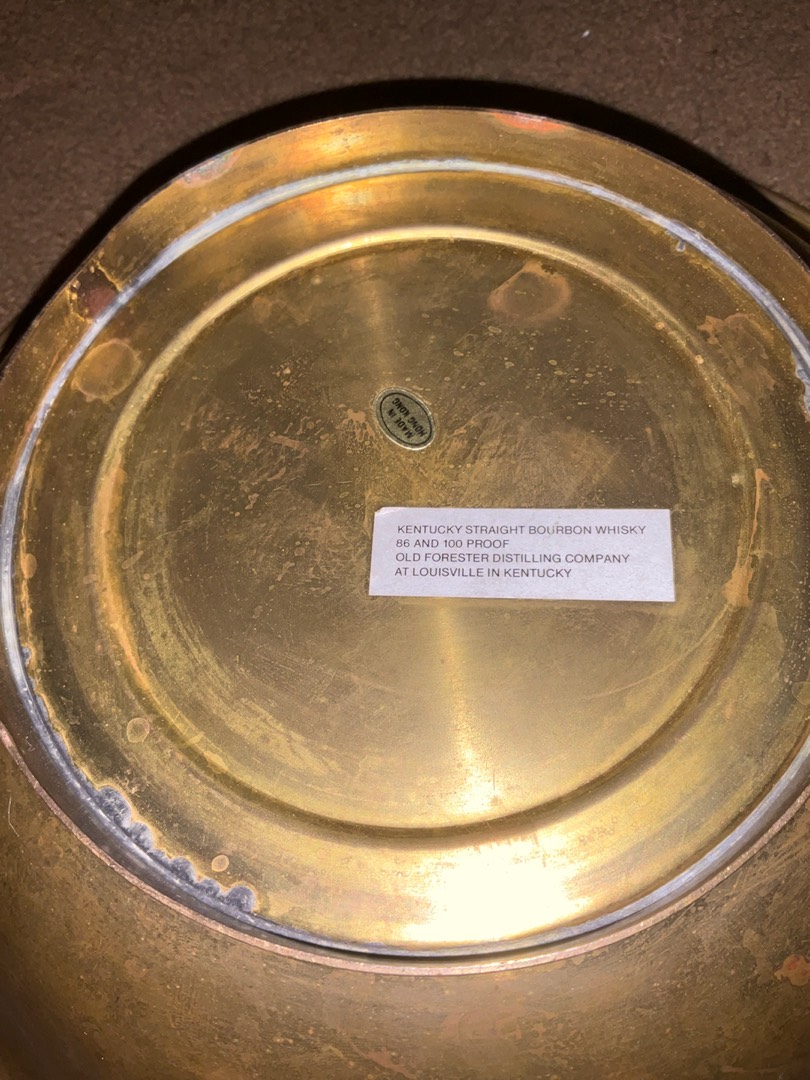 MADE IN
HONG KONG
KENTUCKY STRAIGHT BOURBON WHISKY
86 AND 100 PROOF
OLD FORESTER DISTILLING COMPANY
AT LOUISVILLE IN KENTUCKY